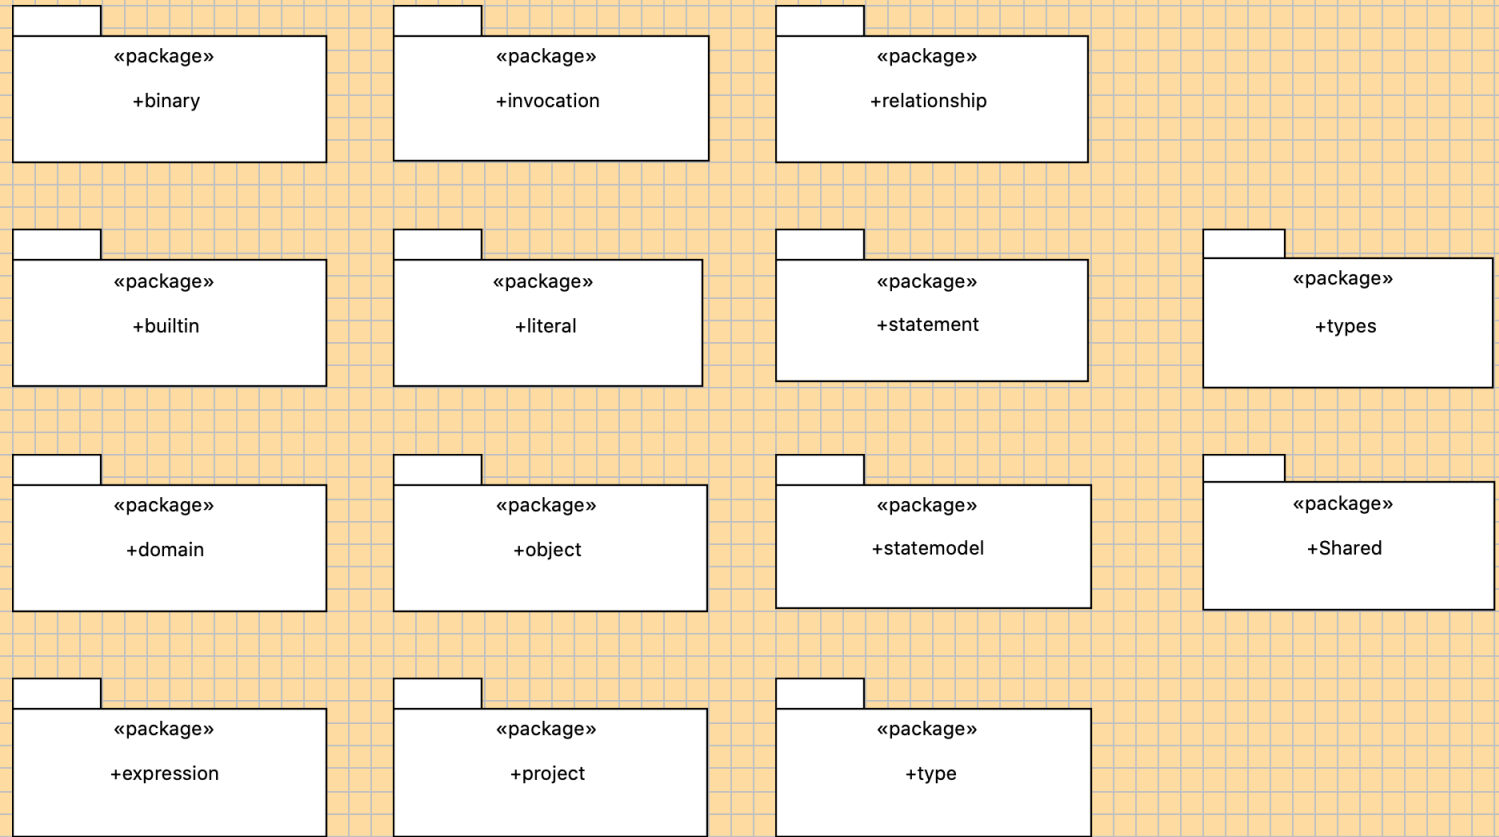 «package»
+binary
«package»
+invocation
«package»
+relationship
«package»
+builtin
«package»
+literal
«package»
+statement
«package»
+types
«package»
+domain
«package»
+object
«package»
+statemodel
«package»
+Shared
«package»
+expression
«package»
+project
«package»
+type